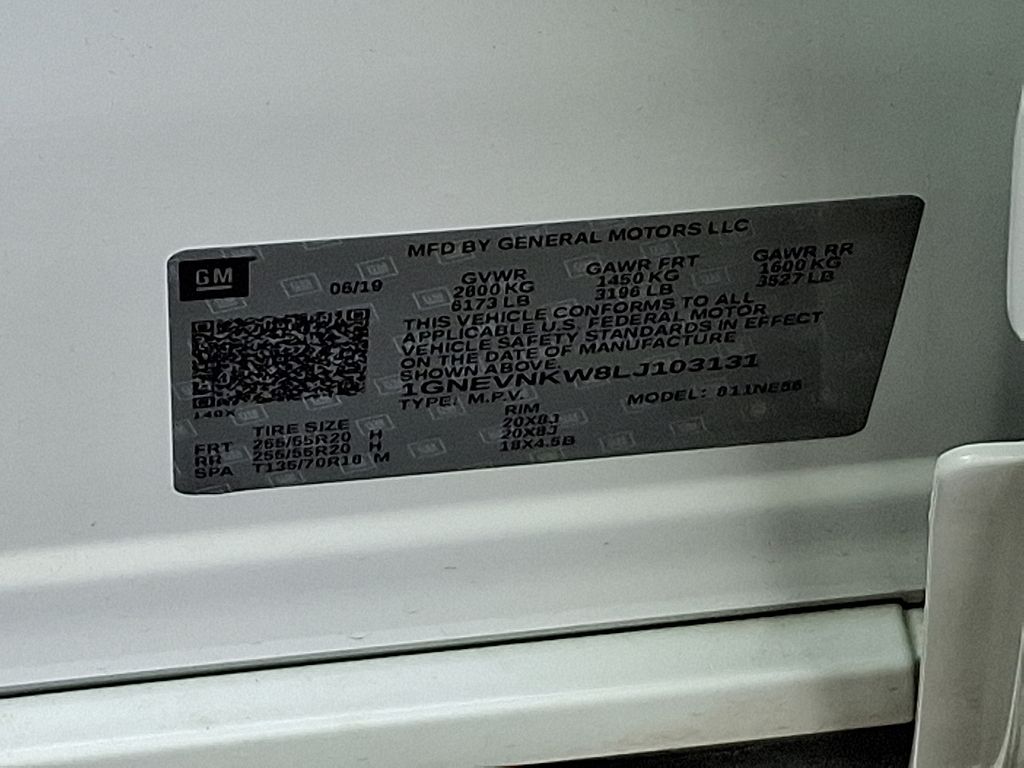 MFD BY GENERAL MOTORS LLC
GM
06/19
GVWR
2800 KG
6173 LB
GAWR FRT
1450 KG
3196 LB
GAWR RR
1600 KG
3527 LB
THIS VEHICLE CONFORMS TO ALL
APPLICABLE U.S. FEDERAL MOTOR
VEHICLE SAFETY STANDARDS IN EFFECT
ON THE DATE OF MANUFACTURE
SHOWN ABOVE.
1GNEVNKW8LJ103131
TYPE: M.P.V.
MODEL:
TIRE SIZE
RIM
FRT 255/55R20 H 20X8J
RR 255/55R20 H 20X8J
SPA T135/70R18 M 18X4.5B